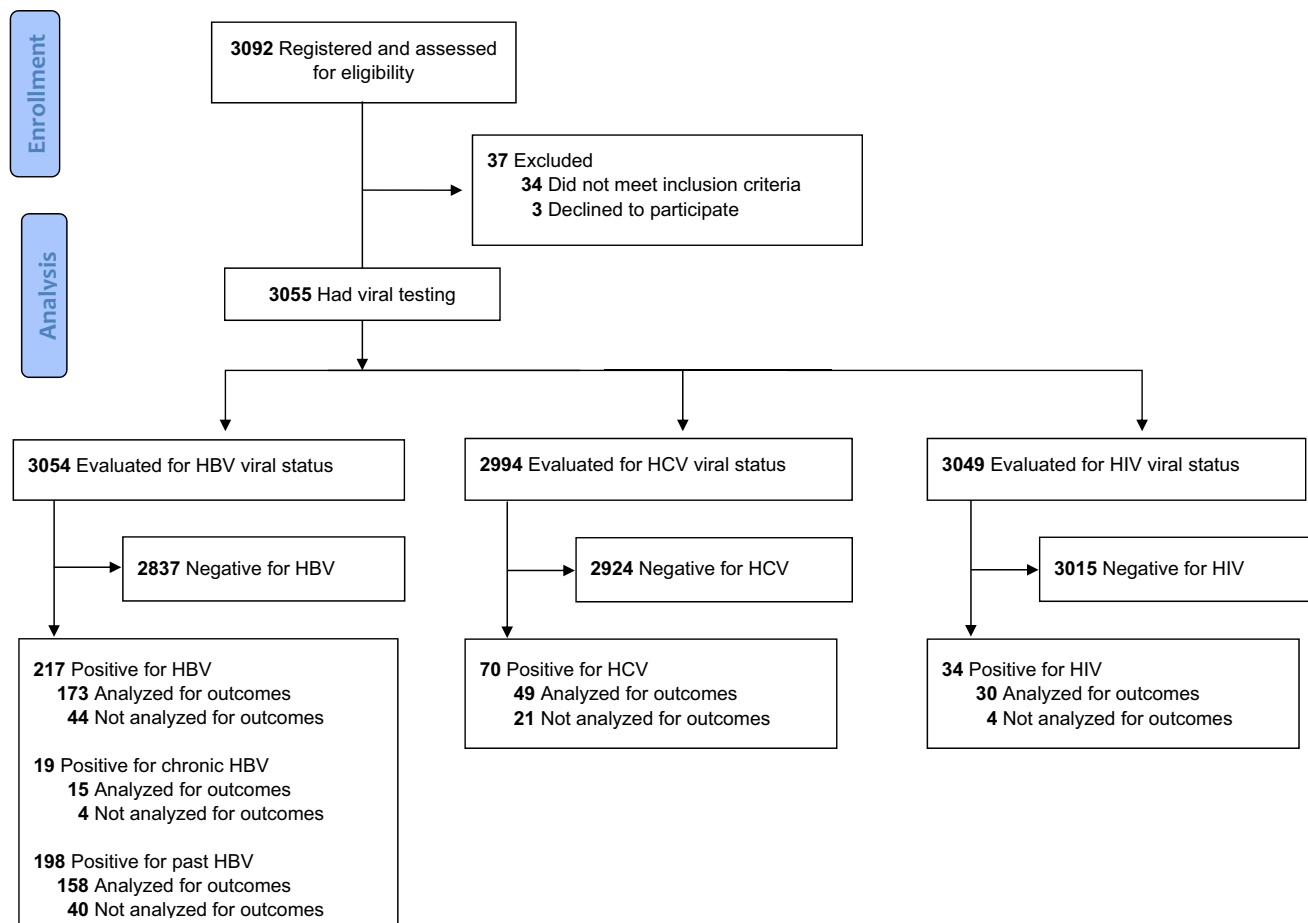 Enrollment
3092 Registered and assessed
for eligibility
37 Excluded
34 Did not meet inclusion criteria
3 Declined to participate
Analysis
3055 Had viral testing
3054 Evaluated for HBV viral status
2994 Evaluated for HCV viral status
3049 Evaluated for HIV viral status
2837 Negative for HBV
2924 Negative for HCV
3015 Negative for HIV
217 Positive for HBV
173 Analyzed for outcomes
44 Not analyzed for outcomes
19 Positive for chronic HBV
15 Analyzed for outcomes
4 Not analyzed for outcomes
198 Positive for past HBV
158 Analyzed for outcomes
40 Not analyzed for outcomes
70 Positive for HCV
49 Analyzed for outcomes
21 Not analyzed for outcomes
34 Positive for HIV
30 Analyzed for outcomes
4 Not analyzed for outcomes